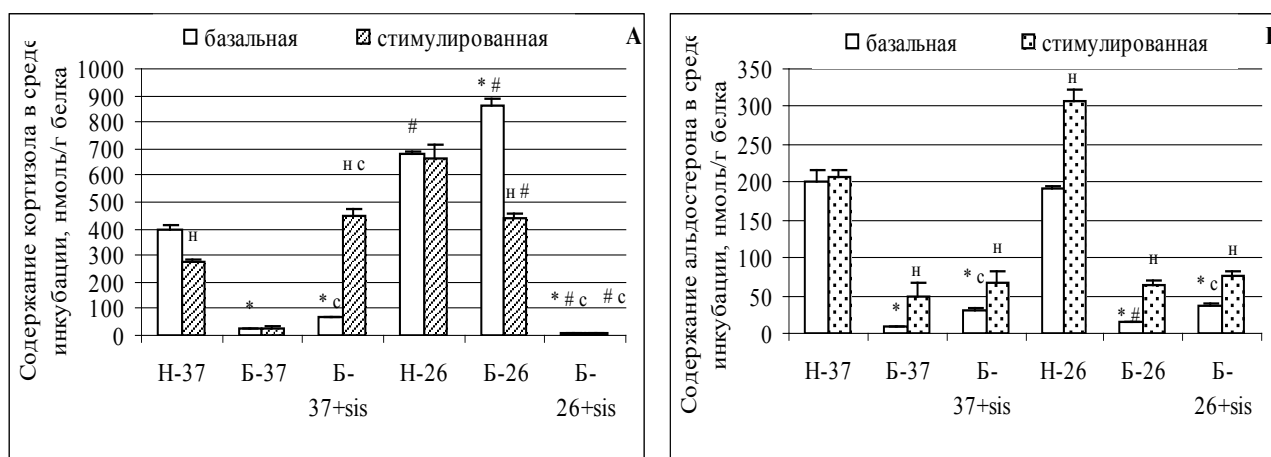 Содержание кортизола в среде
инкубации, нмоль/г белка
базальная стимулированная А
1000
900
800
700
600
500
400
300
200
100
0
н
*
* с
н с
#
* #
н #
* # с
# с
Н-37 Б-37 Б-37+sis Н-26 Б-26 Б-26+sis
Содержание альдостерона в среде
инкубации, нмоль/г белка
базальная стимулированная
350
300
250
200
150
100
50
0
*
н
* с
н
н
* #
н
* с
н
Н-37 Б-37 Б-37+sis Н-26 Б-26 Б-26+sis